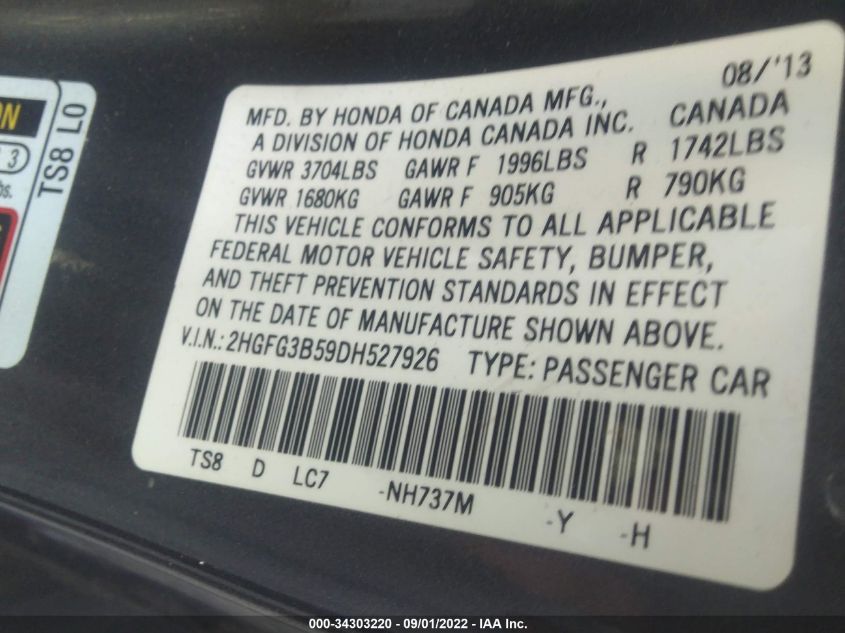 ON
3
bs.
TS8 L0
08/'13
MFD. BY HONDA OF CANADA MFG.,
A DIVISION OF HONDA CANADA INC. CANADA
GVWR 3704LBS GAWR F 1996LBS R 1742LBS
GVWR 1680KG GAWR F 905KG R 790KG
THIS VEHICLE CONFORMS TO ALL APPLICABLE
FEDERAL MOTOR VEHICLE SAFETY, BUMPER,
AND THEFT PREVENTION STANDARDS IN EFFECT
ON THE DATE OF MANUFACTURE SHOWN ABOVE.
V.I.N.: 2HGFG3B59DH527926 TYPE: PASSENGER CAR
TS8 D LC7 -NH737M -Y -H
000-34303220 - 09/01/2022 - IAA Inc.